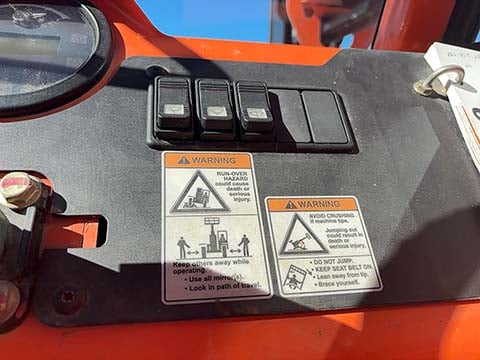 WARNING
RUN-OVER
HAZARD
could cause
death or
serious
injury.
Keep others away while
operating.
• Use all mirror(s).
• Look in path of travel.
WARNING
AVOID CRUSHING
if machine tips.
Jumping out
could result in
death or
serious injury.
• DO NOT JUMP.
• KEEP SEAT BELT ON.
• Lean away from tip.
• Brace yourself.